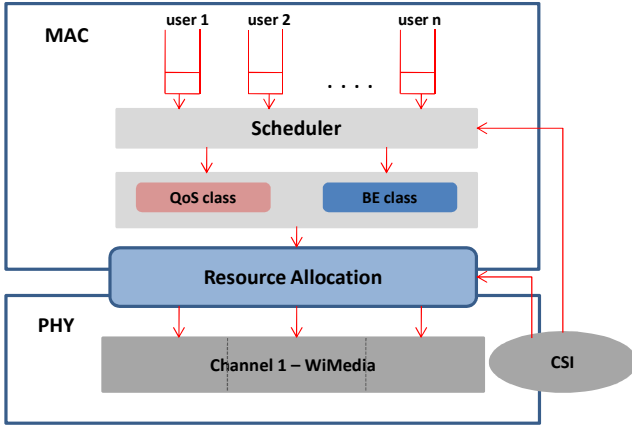 MAC
user 1
user 2
user n
. . . .
Scheduler
QoS class
BE class
Resource Allocation
PHY
Channel 1 – WiMedia
CSI